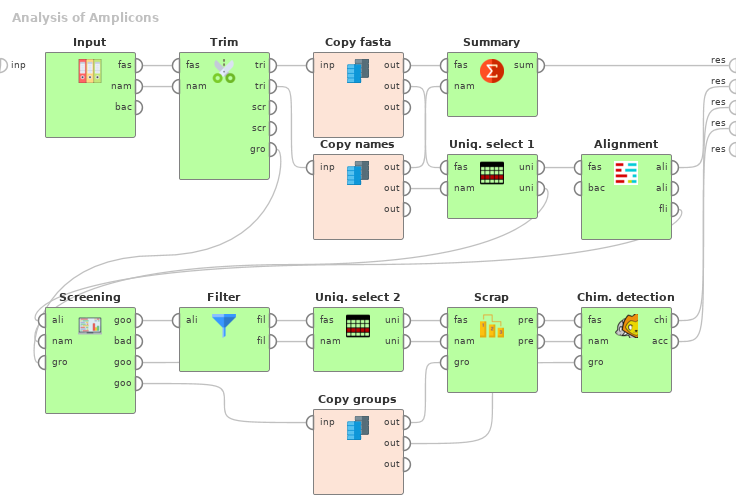 Analysis of Amplicons
Input Trim Copy fasta Summary
inp fas fas tri inp out fas sum res
nam nam tri out nam res
bac scr out res
scr res
gro
Copy names Uniq. select 1 Alignment
inp out fas uni fas ali res
out nam uni bac ali
out fli
Screening Filter Uniq. select 2 Scrap Chim. detection
ali goo ali fil fas uni fas pre fas chi
nam bad fil nam uni nam pre nam acc
gro goo gro gro
goo
Copy groups
inp out
out
out